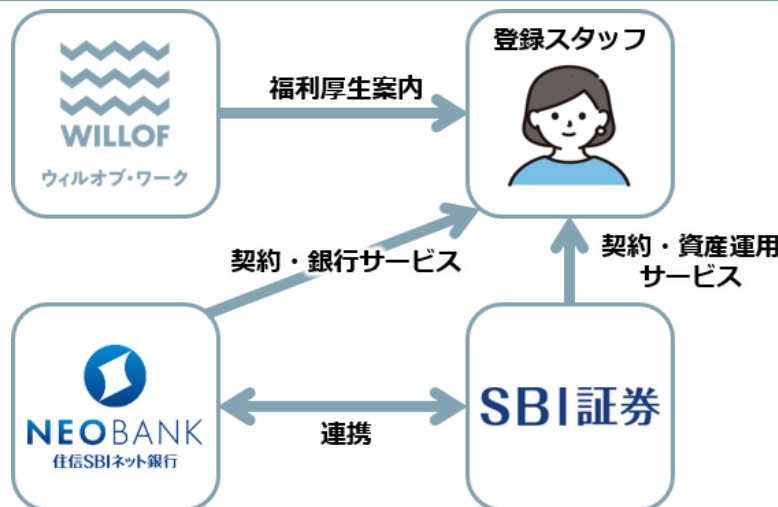 WILLOF
ウィルオブ・ワーク
福利厚生案内
登録スタッフ
契約・銀行サービス
契約・資産運用
サービス
NEOBANK
住信SBIネット銀行
連携
SBI証券